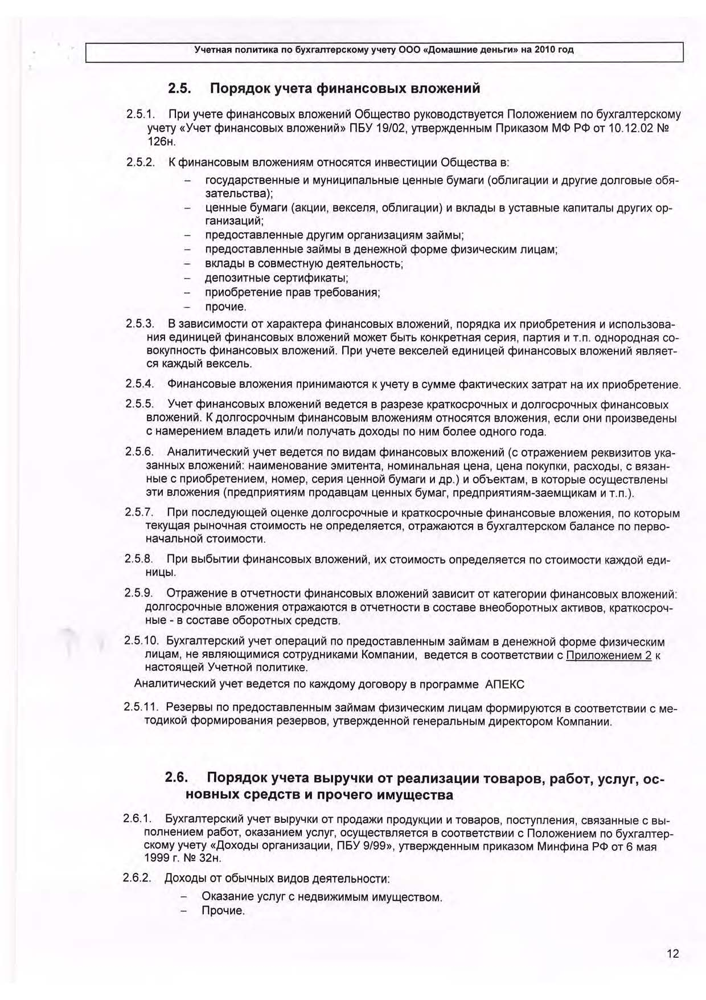 Учетная политика по бухгалтерскому учету ООО «Домашние деньги» на 2010 год
2.5. Порядок учета финансовых вложений
2.5.1. При учете финансовых вложений Общество руководствуется Положением по бухгалтерскому
учету «Учет финансовых вложений» ПБУ 19/02, утвержденным Приказом МФ РФ от 10.12.02 №
126н.
2.5.2. К финансовым вложениям относятся инвестиции Общества в:
– государственные и муниципальные ценные бумаги (облигации и другие долговые обя-
зательства);
– ценные бумаги (акции, векселя, облигации) и вклады в уставные капиталы других ор-
ганизаций;
– предоставленные другим организациям займы;
– предоставленные займы в денежной форме физическим лицам;
– вклады в совместную деятельность;
– депозитные сертификаты;
– приобретение прав требования;
– прочие.
2.5.3. В зависимости от характера финансовых вложений, порядка их приобретения и использова-
ния единицей финансовых вложений может быть конкретная серия, партия и т.п. однородная со-
вокупность финансовых вложений. При учете векселей единицей финансовых вложений являет-
ся каждый вексель.
2.5.4. Финансовые вложения принимаются к учету в сумме фактических затрат на их приобретение.
2.5.5. Учет финансовых вложений ведется в разрезе краткосрочных и долгосрочных финансовых
вложений. К долгосрочным финансовым вложениям относятся вложения, если они произведены
с намерением владеть или/и получать доходы по ним более одного года.
2.5.6. Аналитический учет ведется по видам финансовых вложений (с отражением реквизитов ука-
занных вложений: наименование эмитента, номинальная цена, цена покупки, расходы, с вязан-
ные с приобретением, номер, серия ценной бумаги и др.) и объектам, в которые осуществлены
эти вложения (предприятиям продавцам ценных бумаг, предприятиям-заемщикам и т.п.).
2.5.7. При последующей оценке долгосрочные и краткосрочные финансовые вложения, по которым
текущая рыночная стоимость не определяется, отражаются в бухгалтерском балансе по перво-
начальной стоимости.
2.5.8. При выбытии финансовых вложений, их стоимость определяется по стоимости каждой еди-
ницы.
2.5.9. Отражение в отчетности финансовых вложений зависит от категории финансовых вложений:
долгосрочные вложения отражаются в отчетности в составе внеоборотных активов, краткосроч-
ные - в составе оборотных средств.
2.5.10. Бухгалтерский учет операций по предоставленным займам в денежной форме физическим
лицам, не являющимися сотрудниками Компании, ведется в соответствии с Приложением 2 к
настоящей Учетной политике.
Аналитический учет ведется по каждому договору в программе АПЕКС
2.5.11. Резервы по предоставленным займам физическим лицам формируются в соответствии с ме-
тодикой формирования резервов, утвержденной генеральным директором Компании.
2.6. Порядок учета выручки от реализации товаров, работ, услуг, ос-
новных средств и прочего имущества
2.6.1. Бухгалтерский учет выручки от продажи продукции и товаров, поступления, связанные с вы-
полнением работ, оказанием услуг, осуществляется в соответствии с Положением по бухгалтер-
скому учету «Доходы организации, ПБУ 9/99», утвержденным приказом Минфина РФ от 6 мая
1999 г. № 32н.
2.6.2. Доходы от обычных видов деятельности:
– Оказание услуг с недвижимым имуществом.
– Прочие.
12